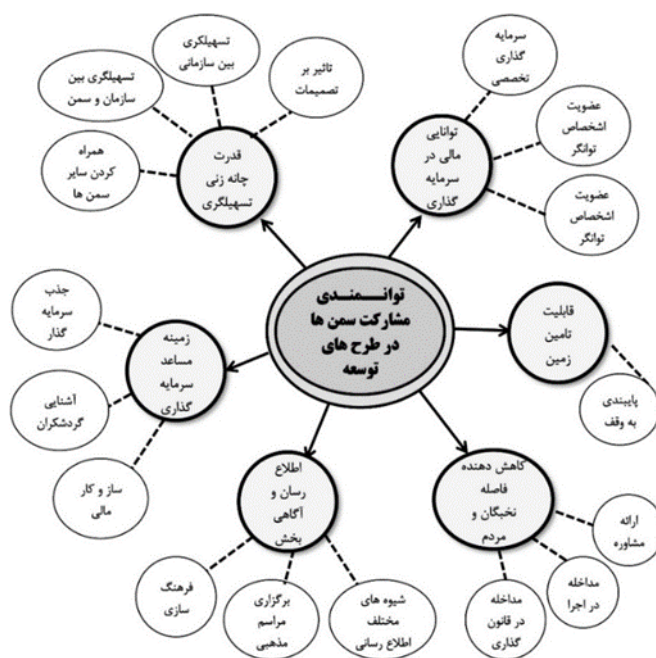 توانـــمنــدی
مشارکت سمن ها
در طرح های
توسعه
توانایی
مالی در
سرمایه
گذاری
سرمایه
گذاری
تخصصی
عضویت
اشخاص
توانگر
عضویت
اشخاص
توانگر
قابلیت
تامین
زمین
پایبندی
به وقف
کاهش دهنده
فاصله
نخبگان و
مردم
ارائه
مشاوره
مداخله
در اجرا
مداخله
در قانون
گذاری
اطلاع
رسان و
آگاهی
بخش
شیوه های
مختلف
اطلاع رسانی
برگزاری
مراسم
مذهبی
فرهنگ
سازی
زمینه
مساعد
سرمایه
گذاری
ساز و کار
مالی
آشنایی
گردشگران
جذب
سرمایه
گذار
قدرت
چانه زنی
تسهیلگری
همراه
کردن سایر
سمن ها
تسهیلگری بین
سازمان و سمن
تسهیلگری
بین سازمانی
تاثیر بر
تصمیمات